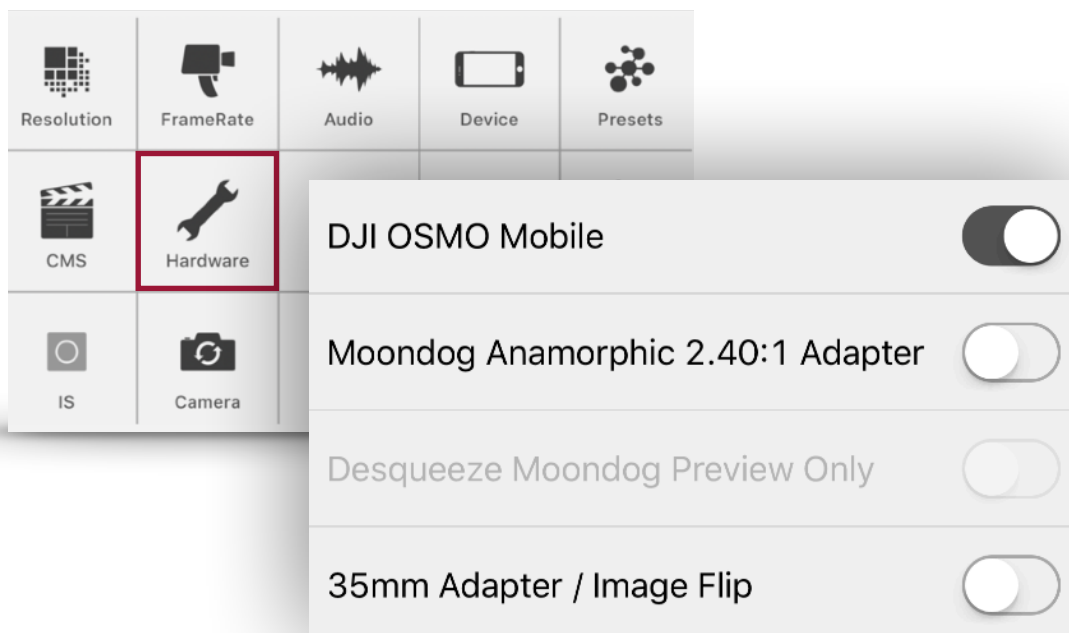 Resolution
FrameRate
Audio
Device
Presets
CMS
Hardware
IS
Camera
DJI OSMO Mobile
Moondog Anamorphic 2.40:1 Adapter
Desqueeze Moondog Preview Only
35mm Adapter / Image Flip